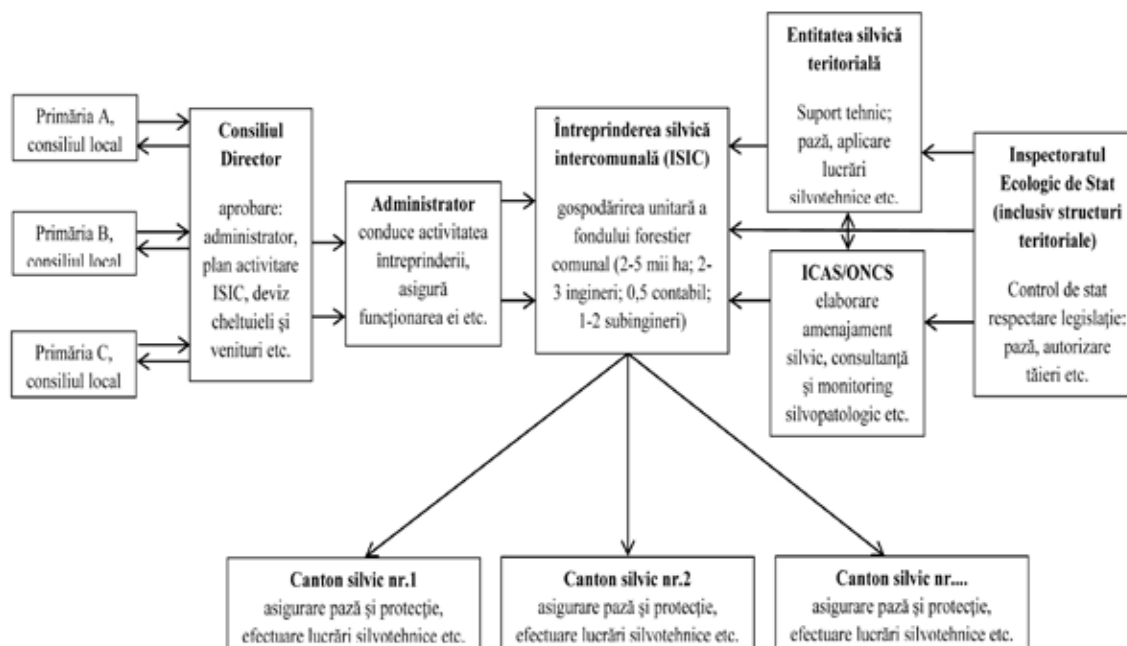 Primăria A,
consiliul local
Primăria B,
consiliul local
Primăria C,
consiliul local
Consiliul
Director
aprobare:
administrator,
plan activitare
ISIC, deviz
cheltuieli și
venituri etc.
Administrator
conduce activitatea
întreprinderii,
asigură
funcționarea ei etc.
Întreprinderea silvică
intercomunală (ISIC)
gospodărirea unitară a
fondului forestier
comunal (2-5 mii ha; 2-
3 ingineri; 0,5 contabil;
1-2 subingineri)
Entitatea silvică
teritorială
Suport tehnic;
pază, aplicare
lucrări
silvotehnice etc.
ICAS/ONCS
elaborare
amenajament
silvic, consultanță
și monitoring
silvopatologic etc.
Inspectoratul
Ecologic de Stat
(inclusiv structuri
teritoriale)
Control de stat
respectare legislație:
pază, autorizare
tăieri etc.
Canton silvic nr.1
asigurare pază și protecție,
efectuare lucrări silvotehnice etc.
Canton silvic nr.2
asigurare pază și protecție,
efectuare lucrări silvotehnice etc.
Canton silvic nr....
asigurare pază și protecție,
efectuare lucrări silvotehnice etc.